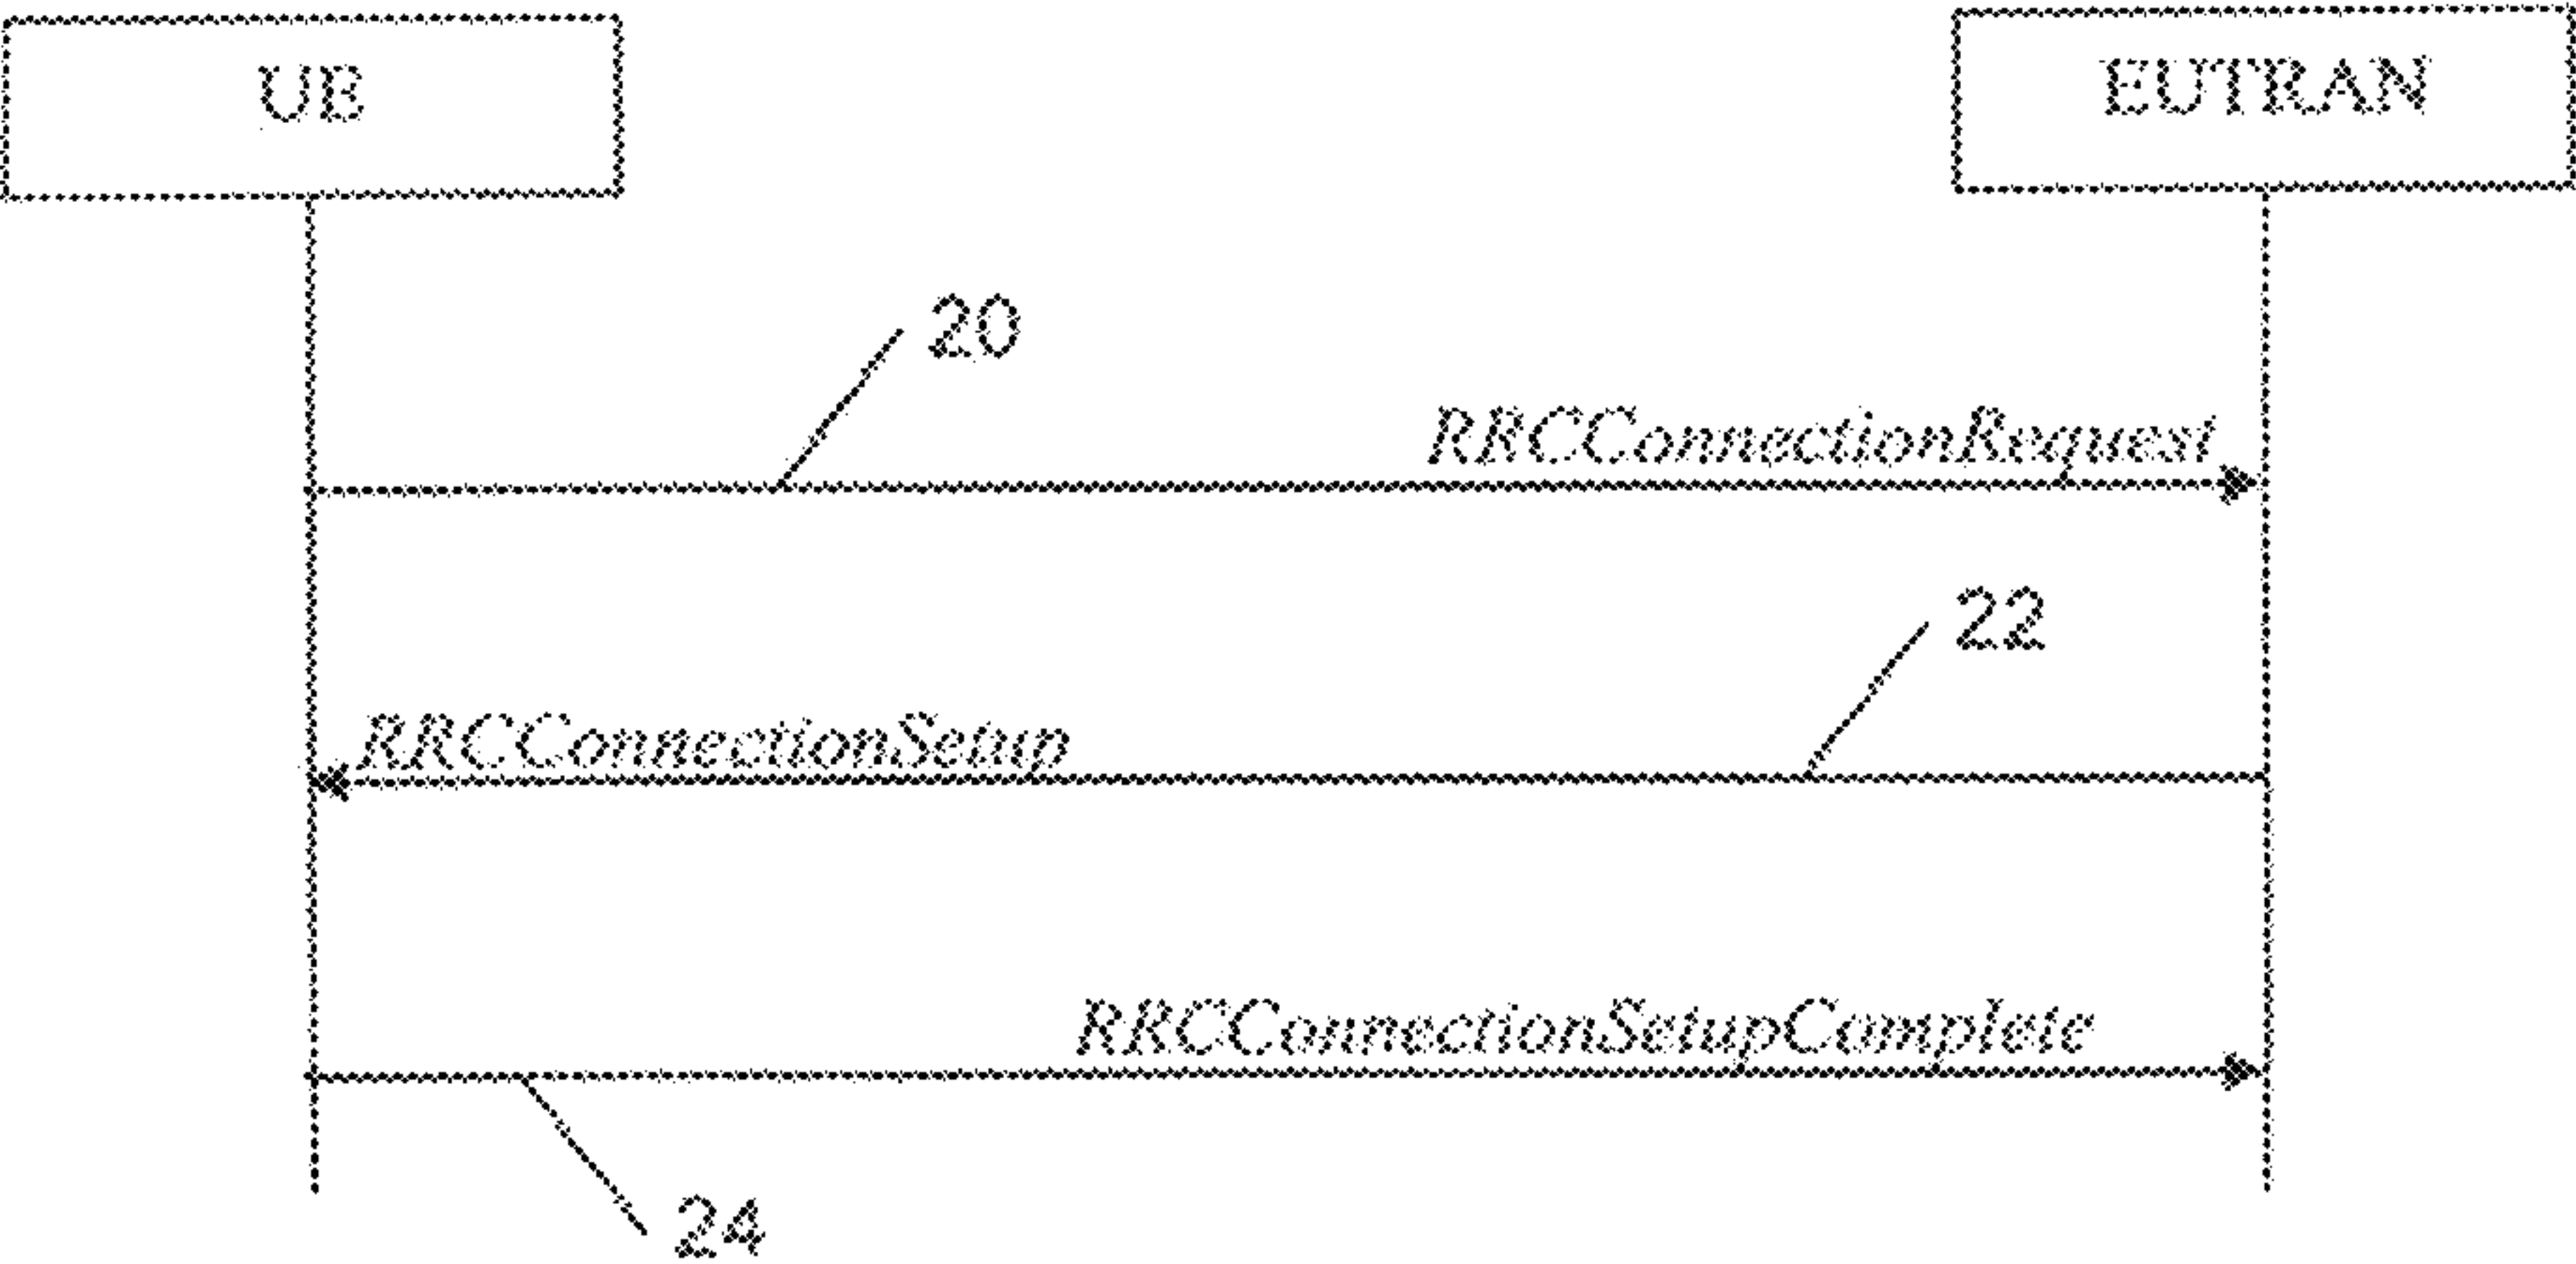 UE
EUTRAN
20
RRCConnectionRequest
22
RRCConnectionSetup
RRCConnectionSetupComplete
24